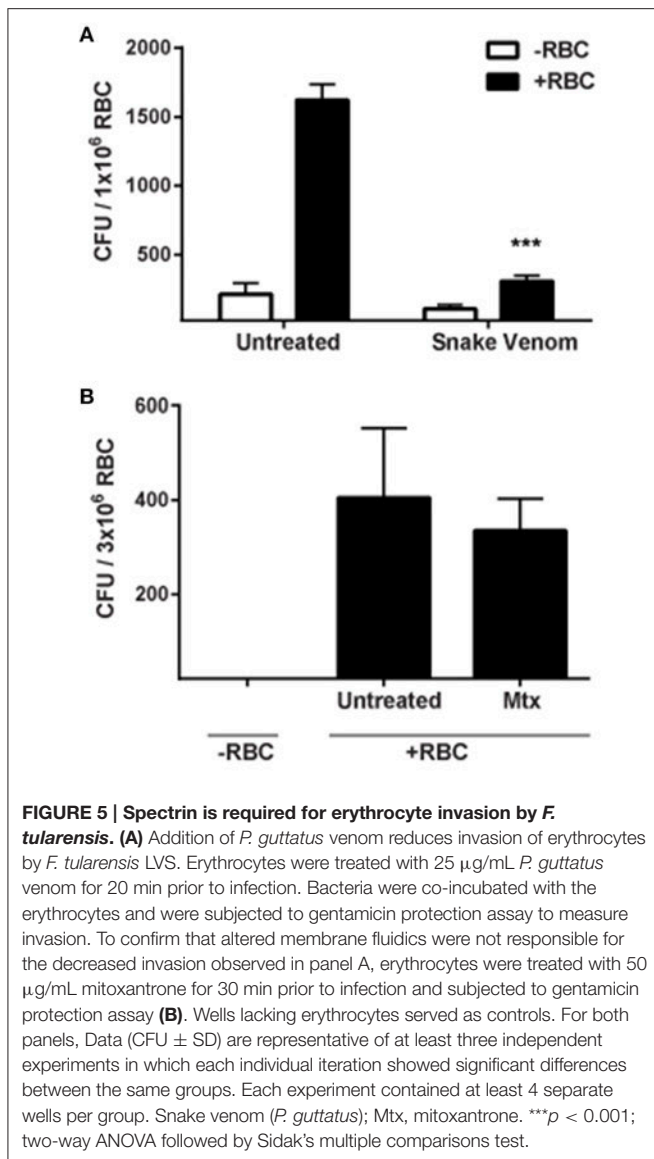 A
2000
1500
1000
500
CFU / 1x10⁶ RBC
-RBC
+RBC
***
Untreated
Snake Venom
B
600
400
200
CFU / 3x10⁶ RBC
Untreated
Mtx
-RBC
+RBC
FIGURE 5 | Spectrin is required for erythrocyte invasion by F.
tularensis. (A) Addition of P. guttatus venom reduces invasion of erythrocytes
by F. tularensis LVS. Erythrocytes were treated with 25 μg/mL P. guttatus
venom for 20 min prior to infection. Bacteria were co-incubated with the
erythrocytes and were subjected to gentamicin protection assay to measure
invasion. To confirm that altered membrane fluidics were not responsible for
the decreased invasion observed in panel A, erythrocytes were treated with 50
μg/mL mitoxantrone for 30 min prior to infection and subjected to gentamicin
protection assay (B). Wells lacking erythrocytes served as controls. For both
panels, Data (CFU ± SD) are representative of at least three independent
experiments in which each individual iteration showed significant differences
between the same groups. Each experiment contained at least 4 separate
wells per group. Snake venom (P. guttatus); Mtx, mitoxantrone. ***p < 0.001;
two-way ANOVA followed by Sidak's multiple comparisons test.